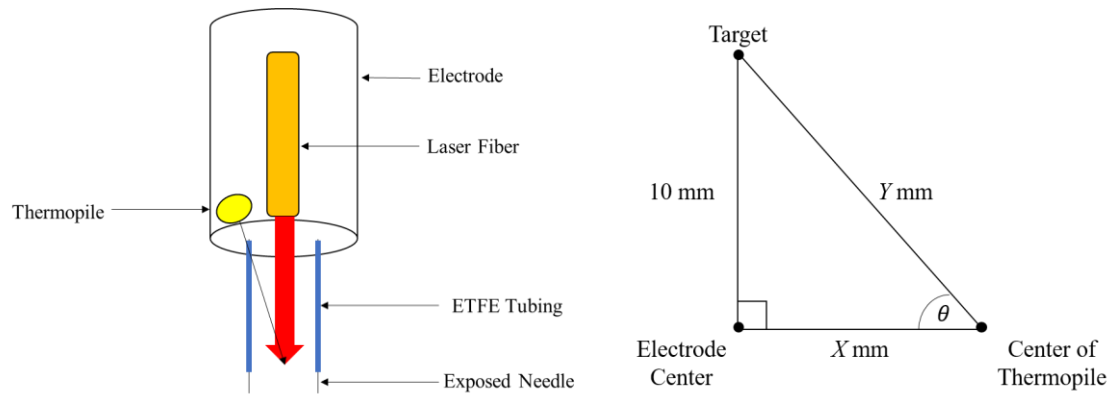 Electrode
Laser Fiber
Thermopile
ETFE Tubing
Exposed Needle
Target
10 mm
Y mm
θ
X mm
Electrode
Center
Center of
Thermopile